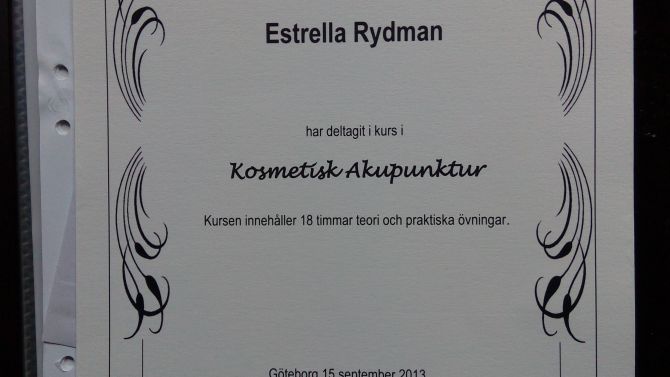 Estrella Rydman
har deltagit i kurs i
Kosmetisk Akupunktur
Kursen innehåller 18 timmar teori och praktiska övningar.
Göteborg 15 september 2013